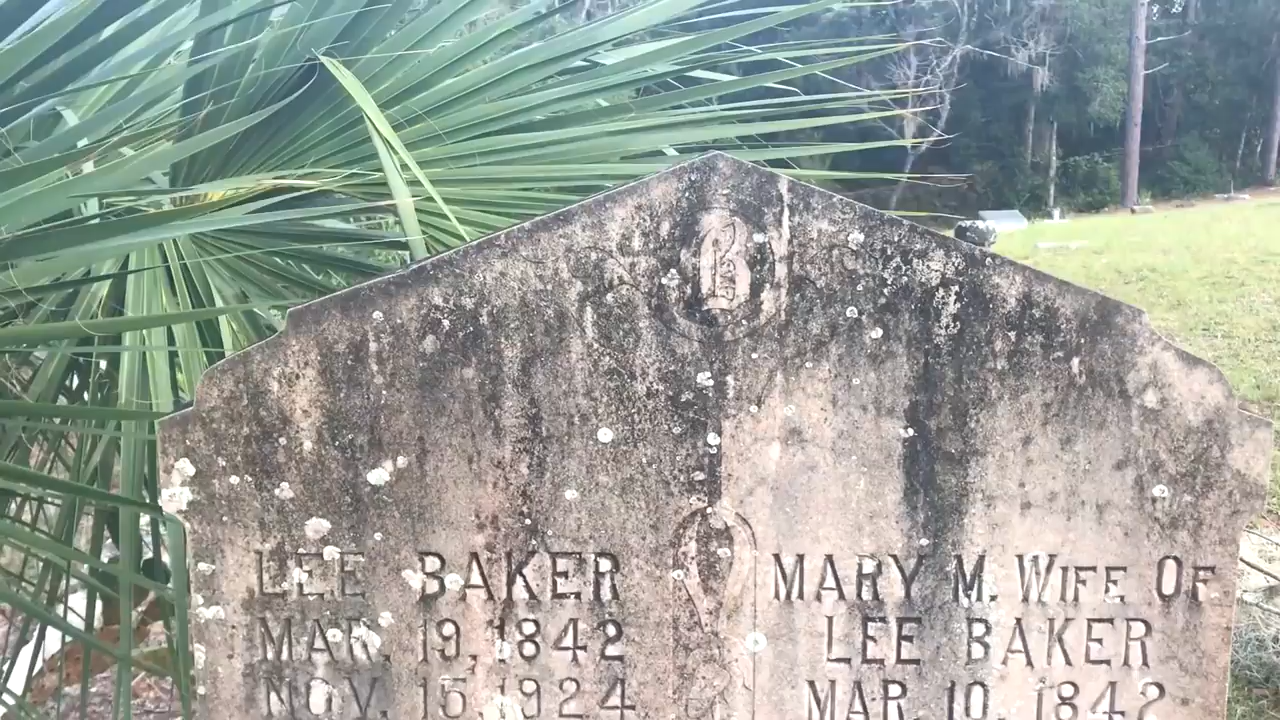 B
LEE BAKER
MAR. 19, 1842
NOV. 15, 1924
MARY M. WIFE OF
LEE BAKER
MAR. 10, 1842